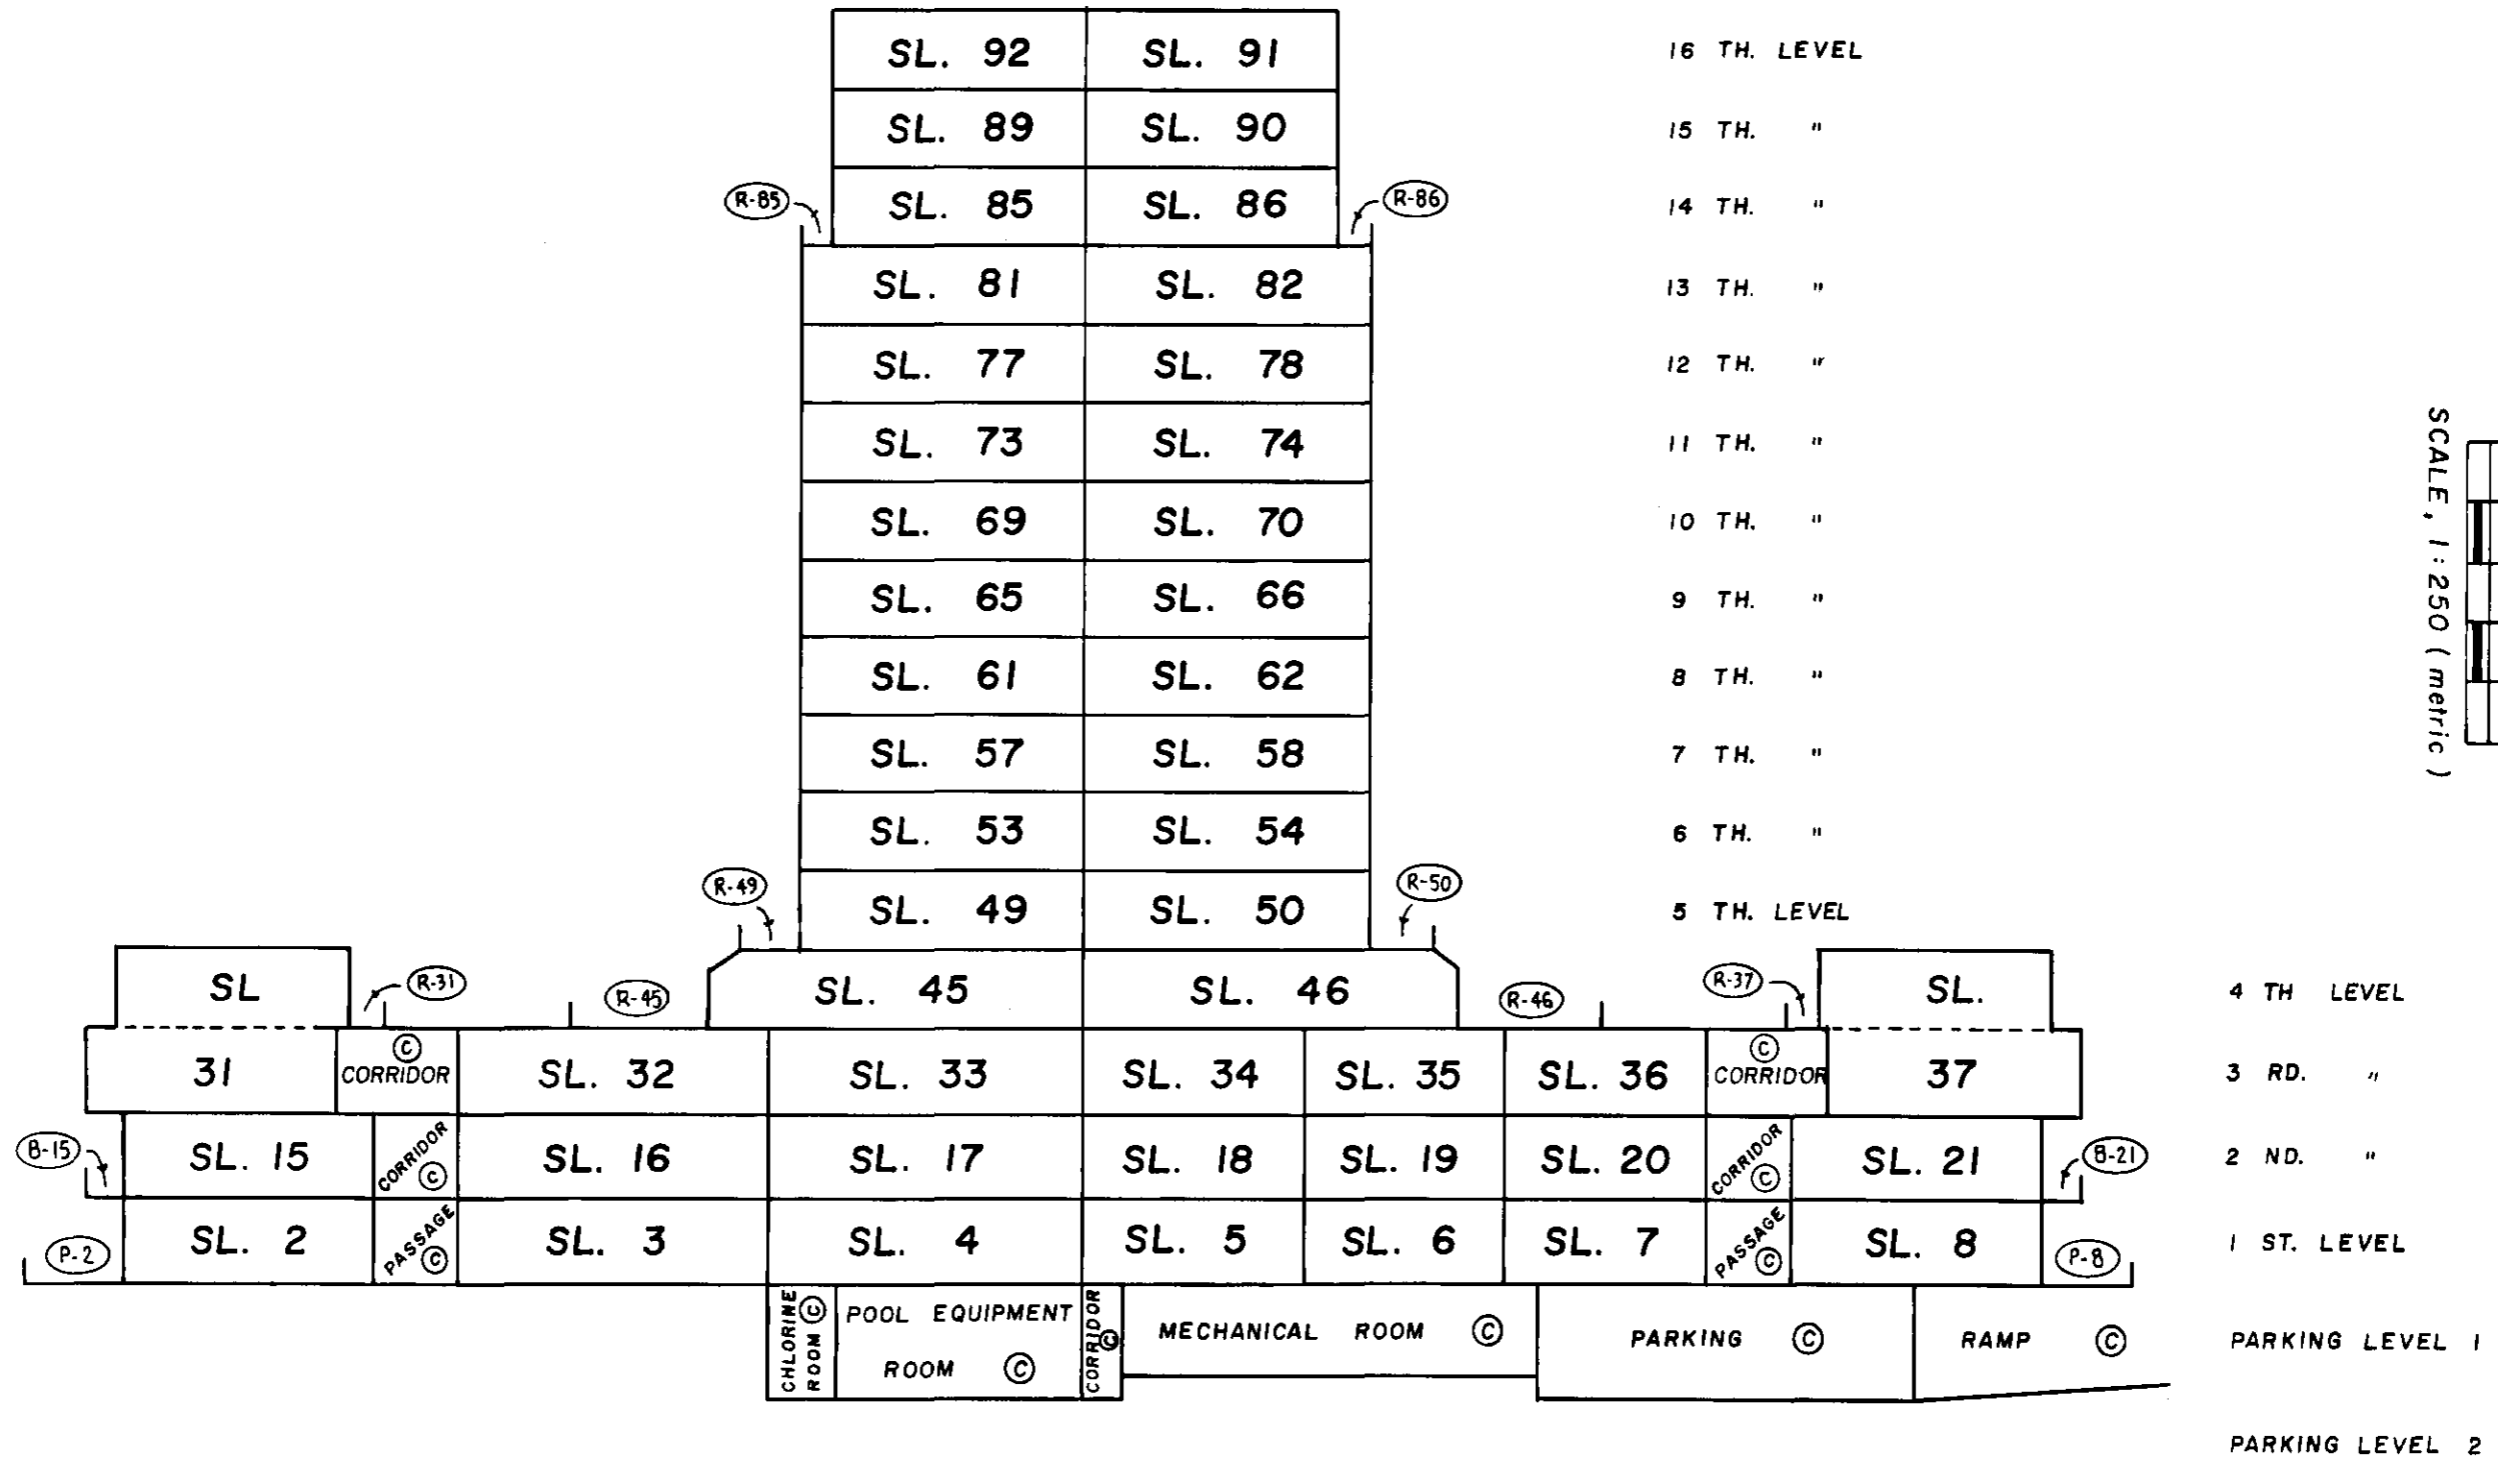 SL. 92 SL. 91 16 TH. LEVEL
SL. 89 SL. 90 15 TH. "
R-85 SL. 85 SL. 86 R-86 14 TH. "
SL. 81 SL. 82 13 TH. "
SL. 77 SL. 78 12 TH. "
SL. 73 SL. 74 11 TH. "
SL. 69 SL. 70 10 TH. "
SL. 65 SL. 66 9 TH. "
SL. 61 SL. 62 8 TH. "
SL. 57 SL. 58 7 TH. "
SL. 53 SL. 54 6 TH. "
R-49 SL. 49 SL. 50 R-50 5 TH. LEVEL
SL R-31 R-45 SL. 45 SL. 46 R-46 R-37 SL. 4 TH LEVEL
31 © CORRIDOR SL. 32 SL. 33 SL. 34 SL. 35 SL. 36 © CORRIDOR 37 3 RD. "
B-15 SL. 15 CORRIDOR © SL. 16 SL. 17 SL. 18 SL. 19 SL. 20 CORRIDOR © SL. 21 B-21 2 ND. "
P-2 SL. 2 PASSAGE © SL. 3 SL. 4 SL. 5 SL. 6 SL. 7 PASSAGE © SL. 8 P-8 1 ST. LEVEL
CHLORINE ROOM © POOL EQUIPMENT ROOM © CORRIDOR © MECHANICAL ROOM © PARKING © RAMP © PARKING LEVEL 1
PARKING LEVEL 2
SCALE, 1:250 (metric)